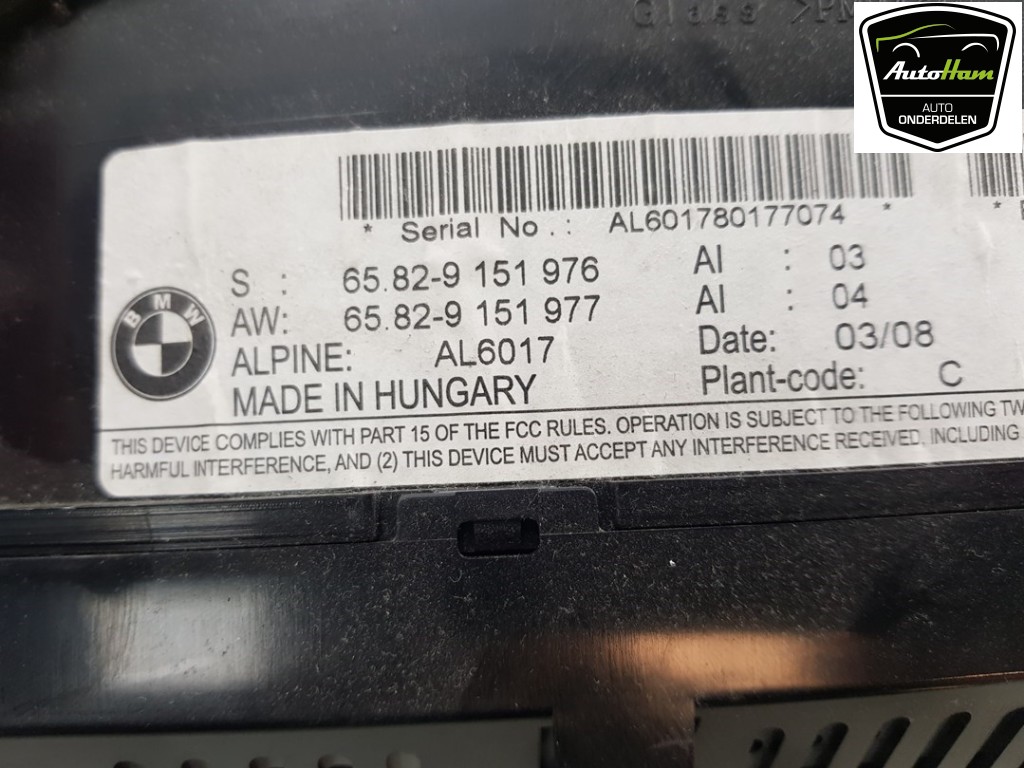 Glass >PM
AutoHam
AUTO
ONDERDELEN
* Serial No.: AL601780177074 *
S : 65.82-9 151 976 AI : 03
AW: 65.82-9 151 977 AI : 04
ALPINE: AL6017 Date: 03/08
MADE IN HUNGARY Plant-code: C
BMW
THIS DEVICE COMPLIES WITH PART 15 OF THE FCC RULES. OPERATION IS SUBJECT TO THE FOLLOWING TW
HARMFUL INTERFERENCE, AND (2) THIS DEVICE MUST ACCEPT ANY INTERFERENCE RECEIVED, INCLUDING